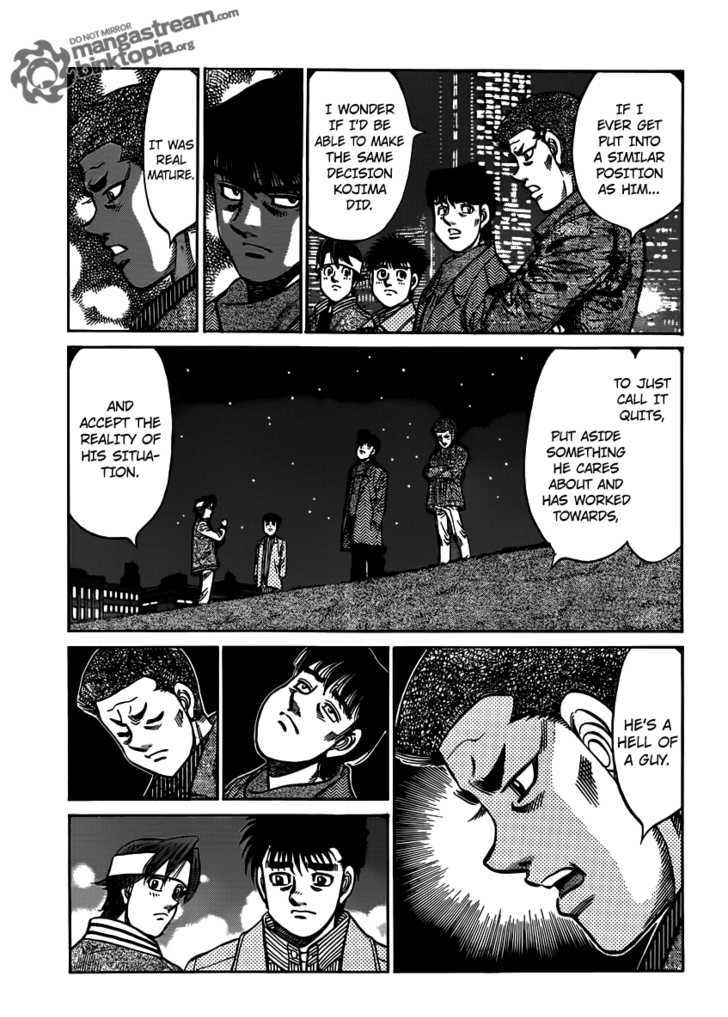 DO NOT MIRROR
mangastream.com
binktopia.org
IF I
EVER GET
PUT INTO
A SIMILAR
POSITION
AS HIM...
I WONDER
IF I'D BE
ABLE TO MAKE
THE SAME
DECISION
KOJIMA
DID.
IT WAS
REAL
MATURE.
TO JUST
CALL IT
QUITS,
PUT ASIDE
SOMETHING
HE CARES
ABOUT AND
HAS WORKED
TOWARDS,
AND
ACCEPT THE
REALITY OF
HIS SITUA-
TION.
HE'S A
HELL OF
A GUY.